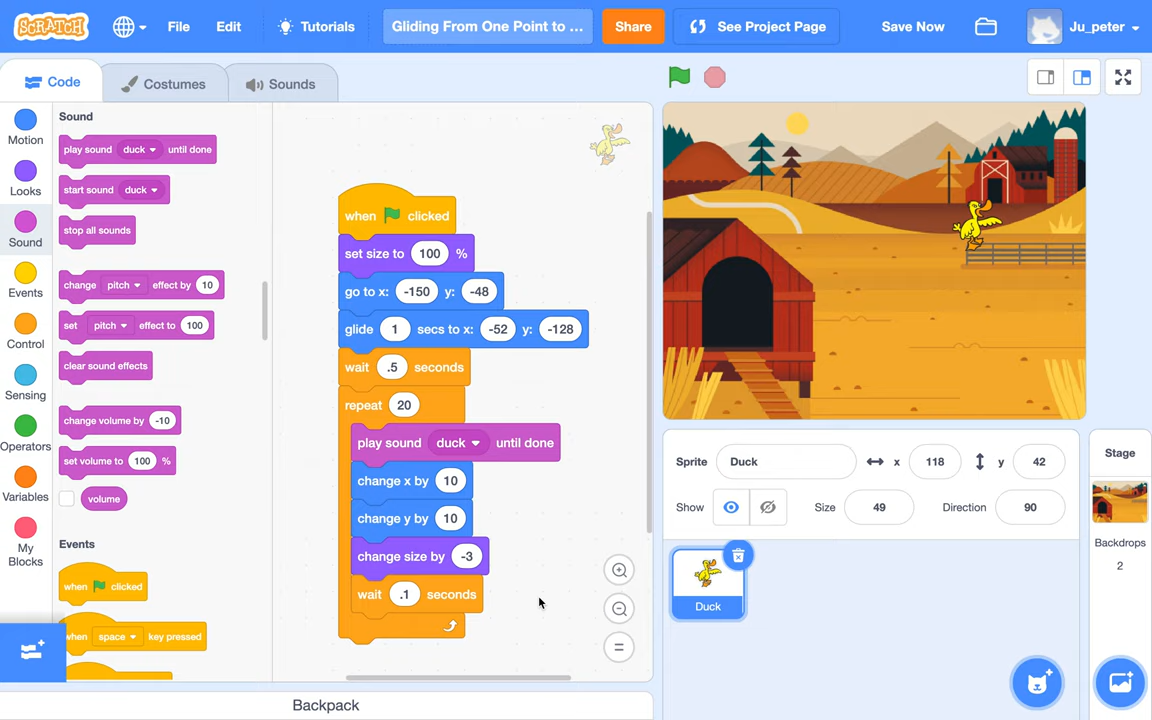 SCRATCH File Edit Tutorials Gliding From One Point to ... Share See Project Page Save Now Ju_peter
Code Costumes Sounds
Motion
Looks
Sound
Events
Control
Sensing
Operators
Variables
My
Blocks
Sound
play sound duck until done
start sound duck
stop all sounds
change pitch effect by 10
set pitch effect to 100
clear sound effects
change volume by -10
set volume to 100 %
volume
Events
when clicked
when space key pressed
when clicked
set size to 100 %
go to x: -150 y: -48
glide 1 secs to x: -52 y: -128
wait .5 seconds
repeat 20
play sound duck until done
change x by 10
change y by 10
change size by -3
wait .1 seconds
=
Backpack
Sprite Duck x 118 y 42
Show Size 49 Direction 90
Duck
Stage
Backdrops
2